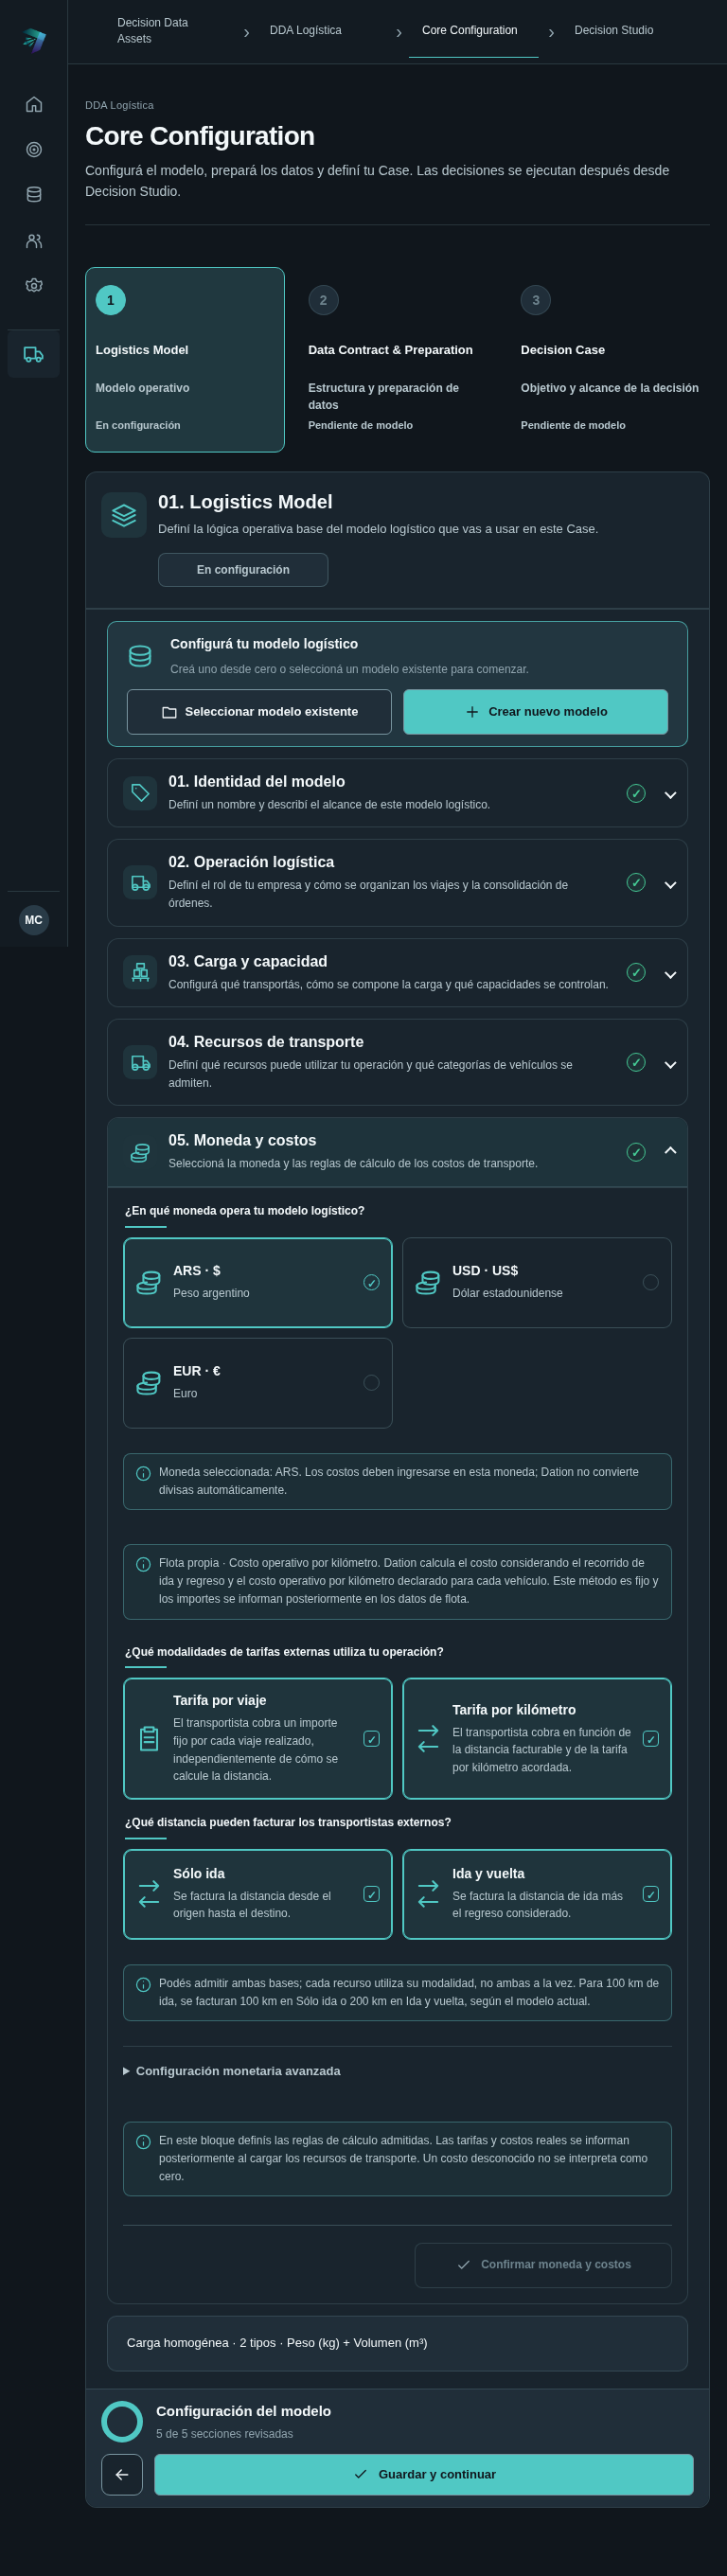 Decision Data
Assets
DDA Logística
Core Configuration
Decision Studio
DDA Logística
Core Configuration
Configurá el modelo, prepará los datos y definí tu Case. Las decisiones se ejecutan después desde
Decision Studio.
1
Logistics Model
Modelo operativo
En configuración
2
Data Contract & Preparation
Estructura y preparación de
datos
Pendiente de modelo
3
Decision Case
Objetivo y alcance de la decisión
Pendiente de modelo
01. Logistics Model
Definí la lógica operativa base del modelo logístico que vas a usar en este Case.
En configuración
Configurá tu modelo logístico
Creá uno desde cero o seleccioná un modelo existente para comenzar.
Seleccionar modelo existente
Crear nuevo modelo
01. Identidad del modelo
Definí un nombre y describí el alcance de este modelo logístico.
02. Operación logística
Definí el rol de tu empresa y cómo se organizan los viajes y la consolidación de
órdenes.
MC
03. Carga y capacidad
Configurá qué transportás, cómo se compone la carga y qué capacidades se controlan.
04. Recursos de transporte
Definí qué recursos puede utilizar tu operación y qué categorías de vehículos se
admiten.
05. Moneda y costos
Seleccioná la moneda y las reglas de cálculo de los costos de transporte.
¿En qué moneda opera tu modelo logístico?
ARS · $
Peso argentino
USD · US$
Dólar estadounidense
EUR · €
Euro
Moneda seleccionada: ARS. Los costos deben ingresarse en esta moneda; Dation no convierte
divisas automáticamente.
Flota propia · Costo operativo por kilómetro. Dation calcula el costo considerando el recorrido de
ida y regreso y el costo operativo por kilómetro declarado para cada vehículo. Este método es fijo y
los importes se informan posteriormente en los datos de flota.
¿Qué modalidades de tarifas externas utiliza tu operación?
Tarifa por viaje
El transportista cobra un importe
fijo por cada viaje realizado,
independientemente de cómo se
calcule la distancia.
Tarifa por kilómetro
El transportista cobra en función de
la distancia facturable y de la tarifa
por kilómetro acordada.
¿Qué distancia pueden facturar los transportistas externos?
Sólo ida
Se factura la distancia desde el
origen hasta el destino.
Ida y vuelta
Se factura la distancia de ida más
el regreso considerado.
Podés admitir ambas bases; cada recurso utiliza su modalidad, no ambas a la vez. Para 100 km de
ida, se facturan 100 km en Sólo ida o 200 km en Ida y vuelta, según el modelo actual.
Configuración monetaria avanzada
En este bloque definís las reglas de cálculo admitidas. Las tarifas y costos reales se informan
posteriormente al cargar los recursos de transporte. Un costo desconocido no se interpreta como
cero.
Confirmar moneda y costos
Carga homogénea · 2 tipos · Peso (kg) + Volumen (m³)
Configuración del modelo
5 de 5 secciones revisadas
Guardar y continuar